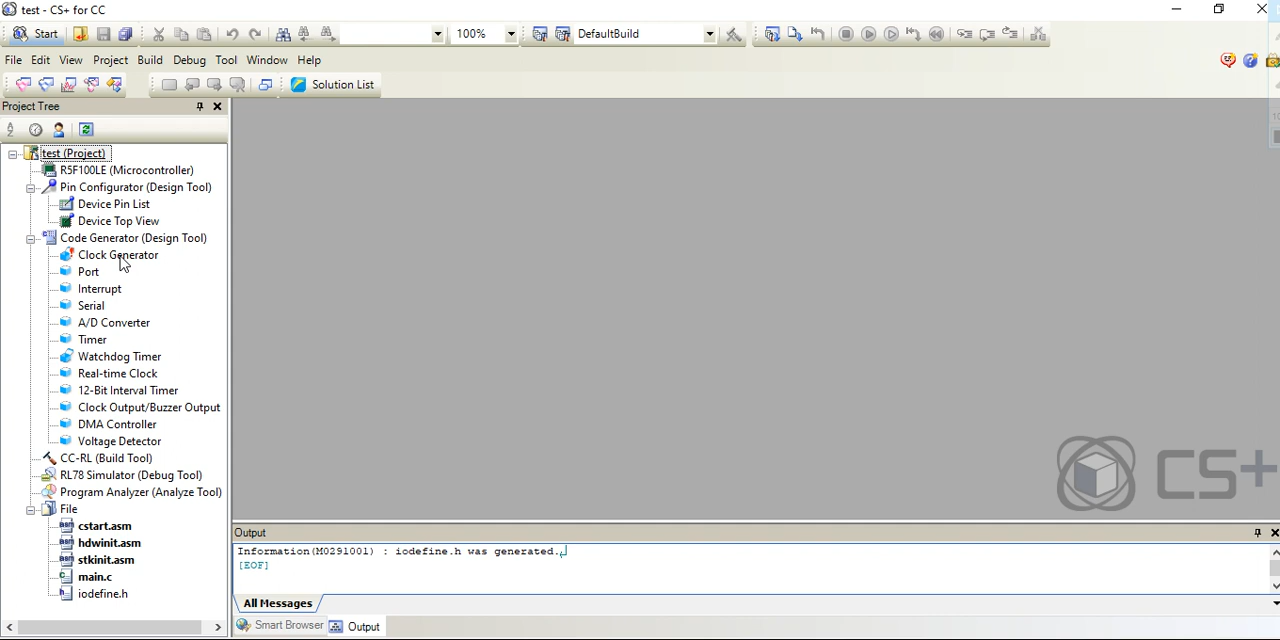 test - CS+ for CC
Start
100%
DefaultBuild
File Edit View Project Build Debug Tool Window Help
Solution List
Project Tree
test (Project)
R5F100LE (Microcontroller)
Pin Configurator (Design Tool)
Device Pin List
Device Top View
Code Generator (Design Tool)
Clock Generator
Port
Interrupt
Serial
A/D Converter
Timer
Watchdog Timer
Real-time Clock
12-Bit Interval Timer
Clock Output/Buzzer Output
DMA Controller
Voltage Detector
CC-RL (Build Tool)
RL78 Simulator (Debug Tool)
Program Analyzer (Analyze Tool)
File
cstart.asm
hdwinit.asm
stkinit.asm
main.c
iodefine.h
CS+
Output
Information(M0291001) : iodefine.h was generated.
[EOF]
All Messages
Smart Browser Output